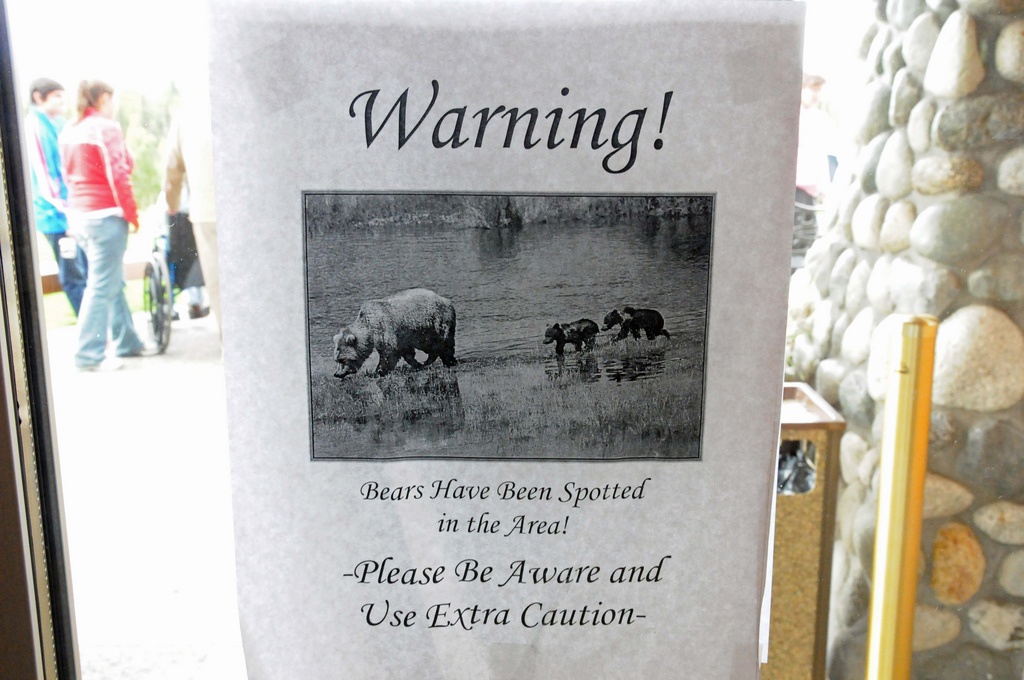 Warning!
Bears Have Been Spotted
in the Area!
-Please Be Aware and
Use Extra Caution-